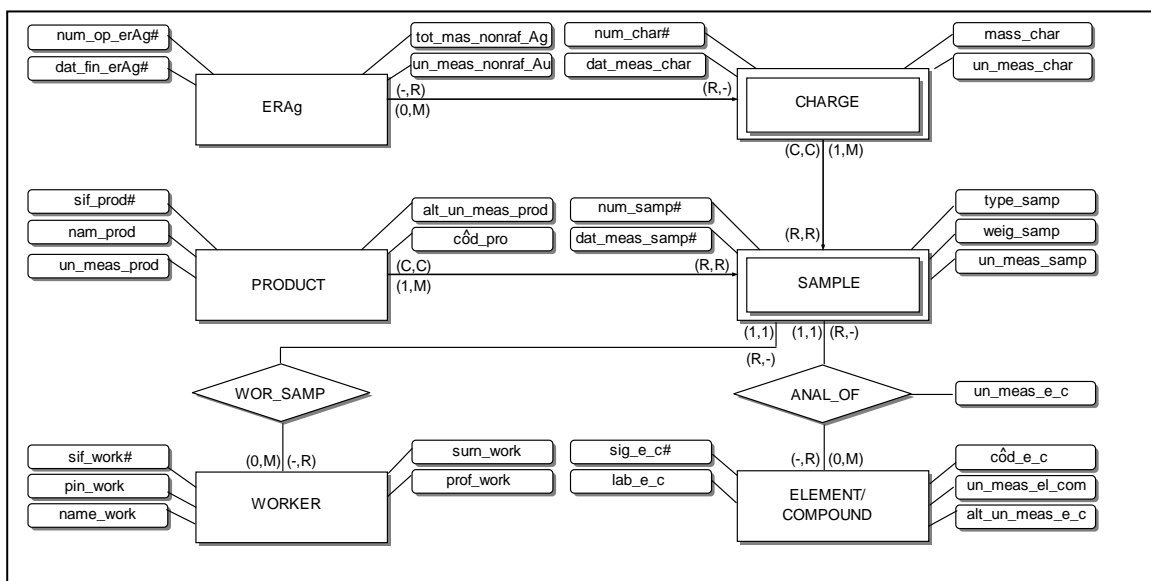 num_op_erAg#
dat_fin_erAg#
tot_mas_nonraf_Ag
un_meas_nonraf_Au
ERAg
(-,R)
(0,M)
num_char#
dat_meas_char
mass_char
un_meas_char
(R,-)
CHARGE
(C,C)
(1,M)
sif_prod#
nam_prod
un_meas_prod
alt_un_meas_prod
côd_pro
PRODUCT
(C,C)
(1,M)
num_samp#
dat_meas_samp#
type_samp
weig_samp
un_meas_samp
(R,R)
(R,R)
SAMPLE
(1,1)
(R,-)
(1,1)
(R,-)
WOR_SAMP
ANAL_OF
un_meas_e_c
(0,M)
(-,R)
(-,R)
(0,M)
sif_work#
pin_work
name_work
surn_work
prof_work
WORKER
sig_e_c#
lab_e_c
ELEMENT/
COMPOUND
côd_e_c
un_meas_el_com
alt_un_meas_e_c